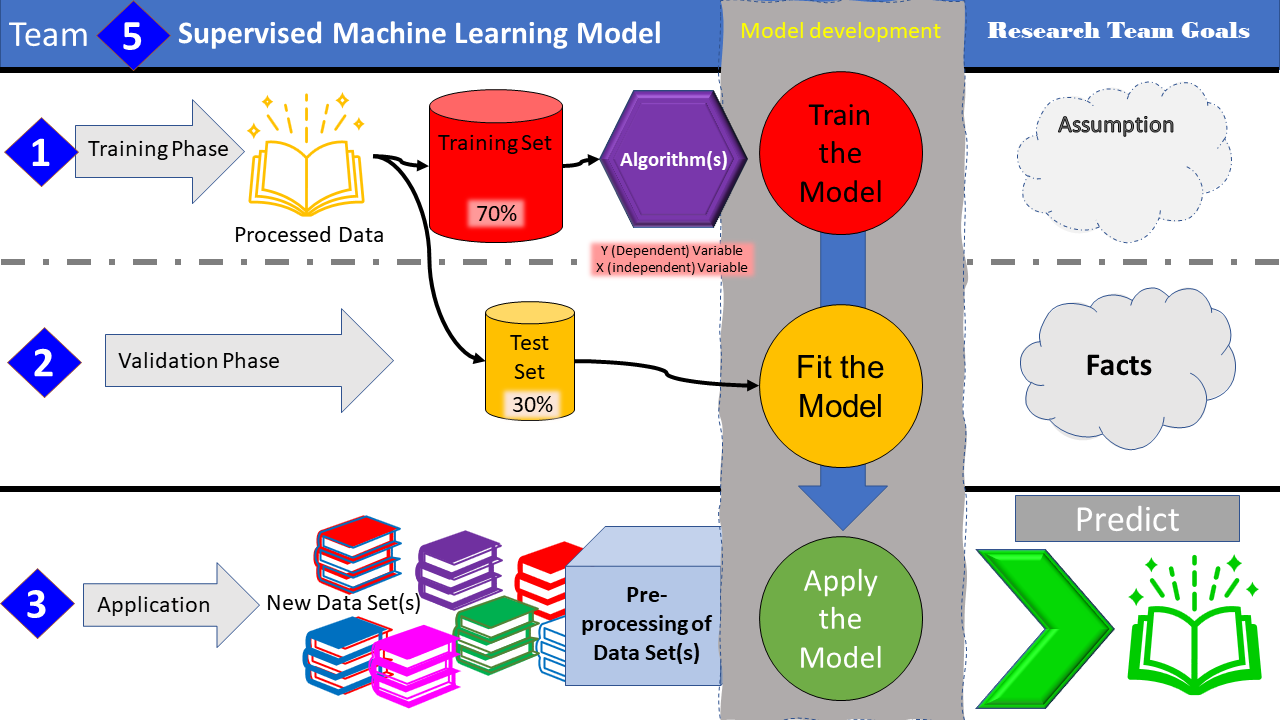 Team 5 Supervised Machine Learning Model
Model development
Research Team Goals
1
Training Phase
Processed Data
Training Set
70%
Algorithm(s)
Y (Dependent) Variable
X (independent) Variable
Train
the
Model
Assumption
2
Validation Phase
Test
Set
30%
Fit the
Model
Facts
3
Application
New Data Set(s)
Pre-
processing of
Data Set(s)
Apply
the
Model
Predict